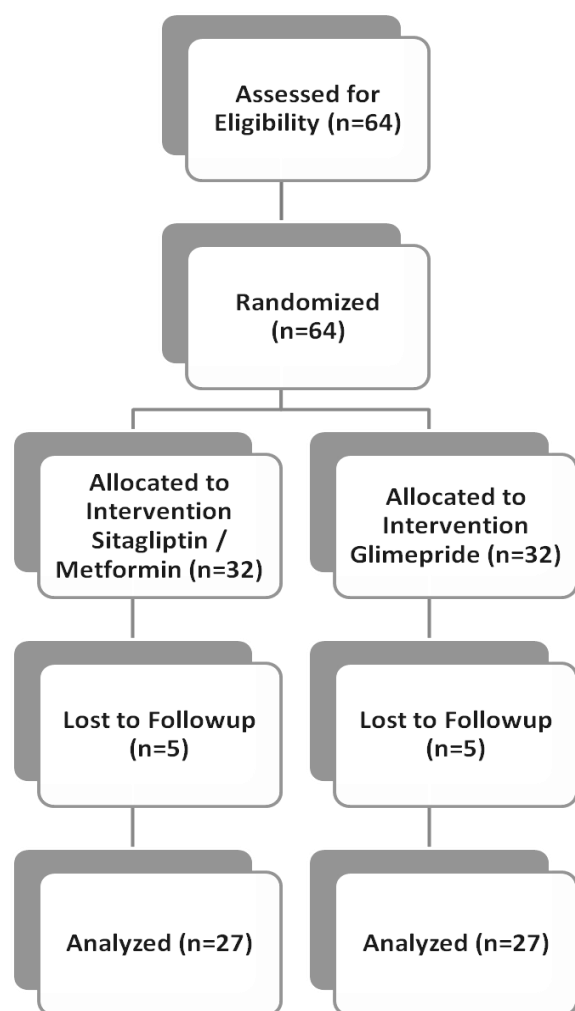 Assessed for
Eligibility (n=64)
Randomized
(n=64)
Allocated to
Intervention
Sitagliptin /
Metformin (n=32)
Allocated to
Intervention
Glimepride (n=32)
Lost to Followup
(n=5)
Lost to Followup
(n=5)
Analyzed (n=27)
Analyzed (n=27)